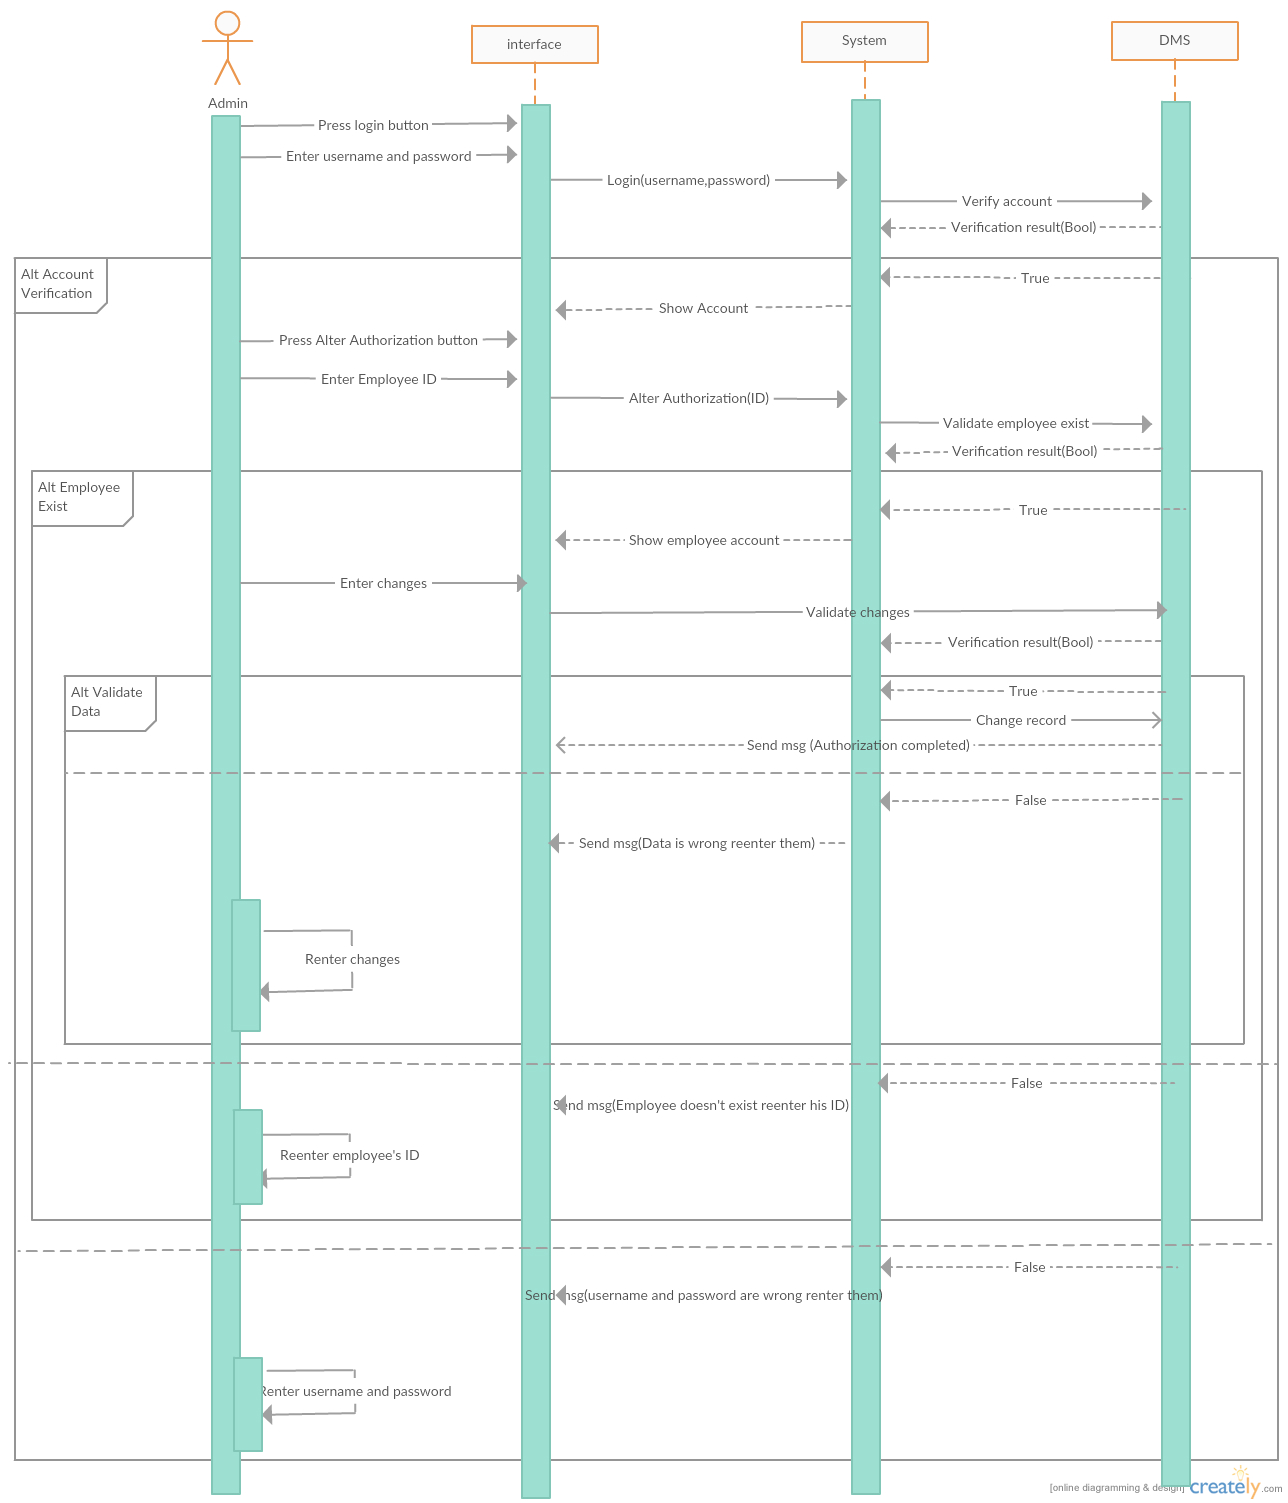 interface
System
DMS
Admin
Press login button
Enter username and password
Login(username,password)
Verify account
Verification result(Bool)
Alt Account
Verification
True
Show Account
Press Alter Authorization button
Enter Employee ID
Alter Authorization(ID)
Validate employee exist
Verification result(Bool)
Alt Employee
Exist
True
Show employee account
Enter changes
Validate changes
Verification result(Bool)
Alt Validate
Data
True
Change record
Send msg (Authorization completed)
False
Send msg(Data is wrong reenter them)
Renter changes
False
Send msg(Employee doesn't exist reenter his ID)
Reenter employee's ID
False
Send msg(username and password are wrong renter them)
Renter username and password
[online diagramming & design] creately.com